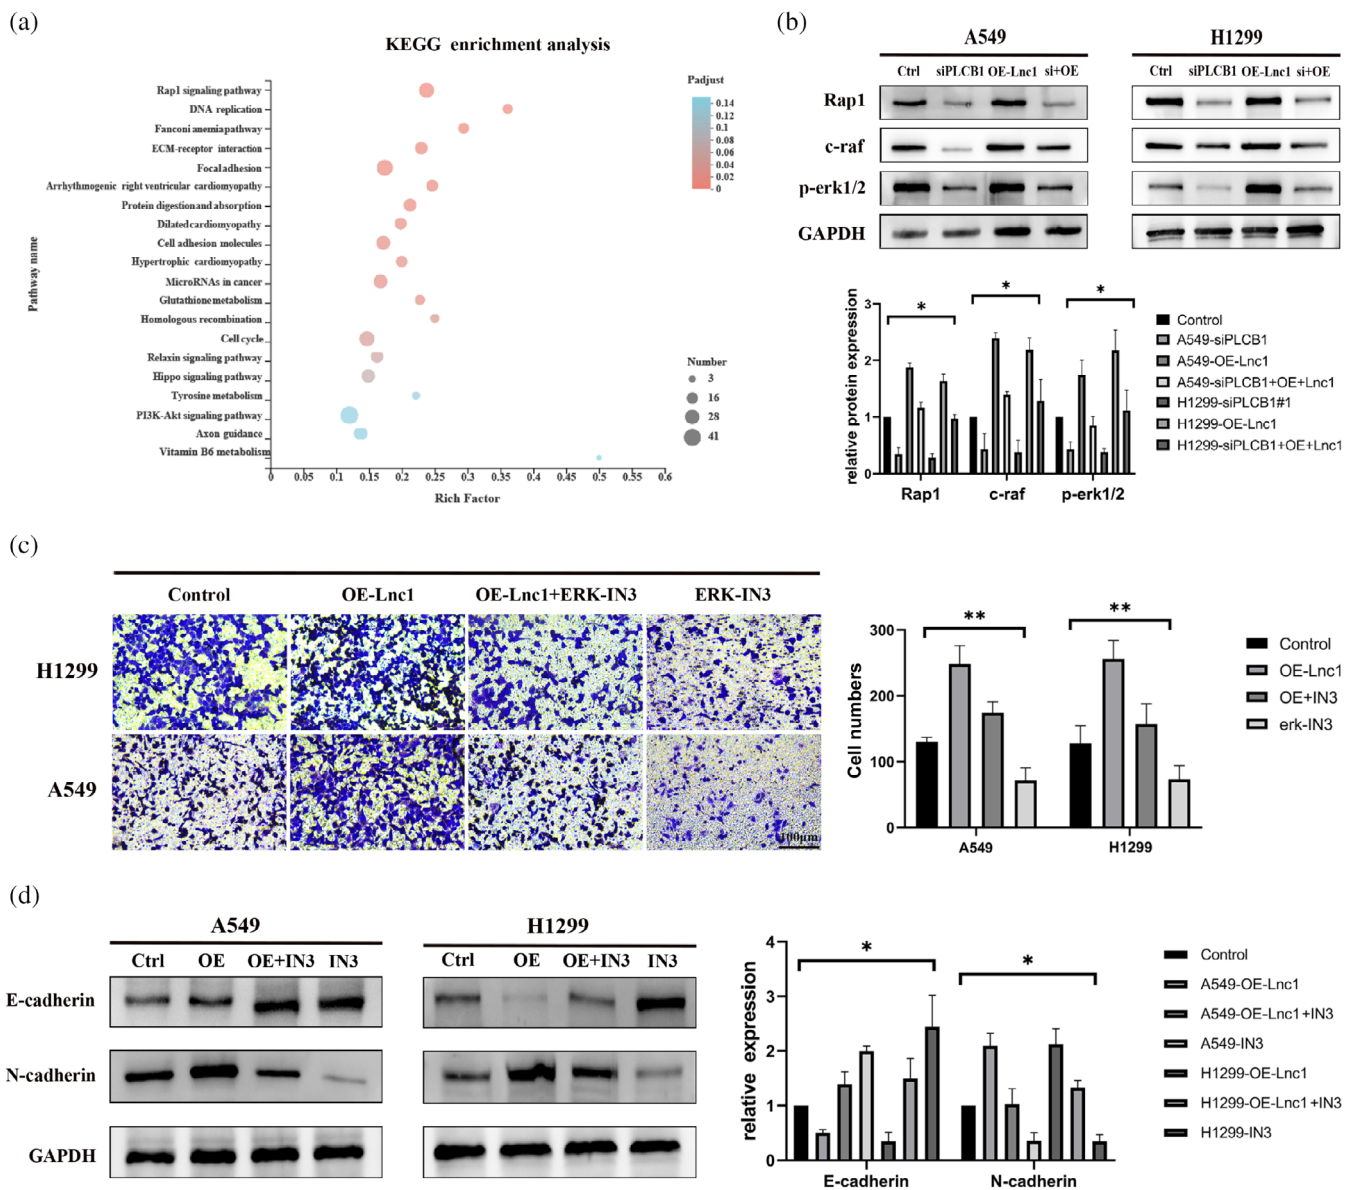 (a)
KEGG enrichment analysis
Rap1 signaling pathway
DNA replication
Fanconi anemia pathway
ECM-receptor interaction
Focal adhesion
Arrhythmogenic right ventricular cardiomyopathy
Protein digestion and absorption
Dilated cardiomyopathy
Cell adhesion molecules
Hypertrophic cardiomyopathy
MicroRNAs in cancer
Glutathione metabolism
Homologous recombination
Cell cycle
Relaxin signaling pathway
Hippo signaling pathway
Tyrosine metabolism
PI3K-Akt signaling pathway
Axon guidance
Vitamin B6 metabolism
Pathway name
0 0.05 0.1 0.15 0.2 0.25 0.3 0.35 0.4 0.45 0.5 0.55 0.6
Rich Factor
Padjust
0.14
0.12
0.1
0.08
0.06
0.04
0.02
0
Number
3
16
28
41
(b)
A549 H1299
Ctrl siPLCB1 OE-Lnc1 si+OE Ctrl siPLCB1 OE-Lnc1 si+OE
Rap1
c-raf
p-erk1/2
GAPDH
relative protein expression
3
2
1
0
* * *
Rap1 c-raf p-erk1/2
Control
A549-siPLCB1
A549-OE-Lnc1
A549-siPLCB1+OE+Lnc1
H1299-siPLCB1#1
H1299-OE-Lnc1
H1299-siPLCB1+OE+Lnc1
(c)
Control OE-Lnc1 OE-Lnc1+ERK-IN3 ERK-IN3
H1299
A549
100μm
Cell numbers
300
200
100
0
** **
A549 H1299
Control
OE-Lnc1
OE+IN3
erk-IN3
(d)
A549 H1299
Ctrl OE OE+IN3 IN3 Ctrl OE OE+IN3 IN3
E-cadherin
N-cadherin
GAPDH
relative expression
4
3
2
1
0
* *
E-cadherin N-cadherin
Control
A549-OE-Lnc1
A549-OE-Lnc1+IN3
A549-IN3
H1299-OE-Lnc1
H1299-OE-Lnc1+IN3
H1299-IN3